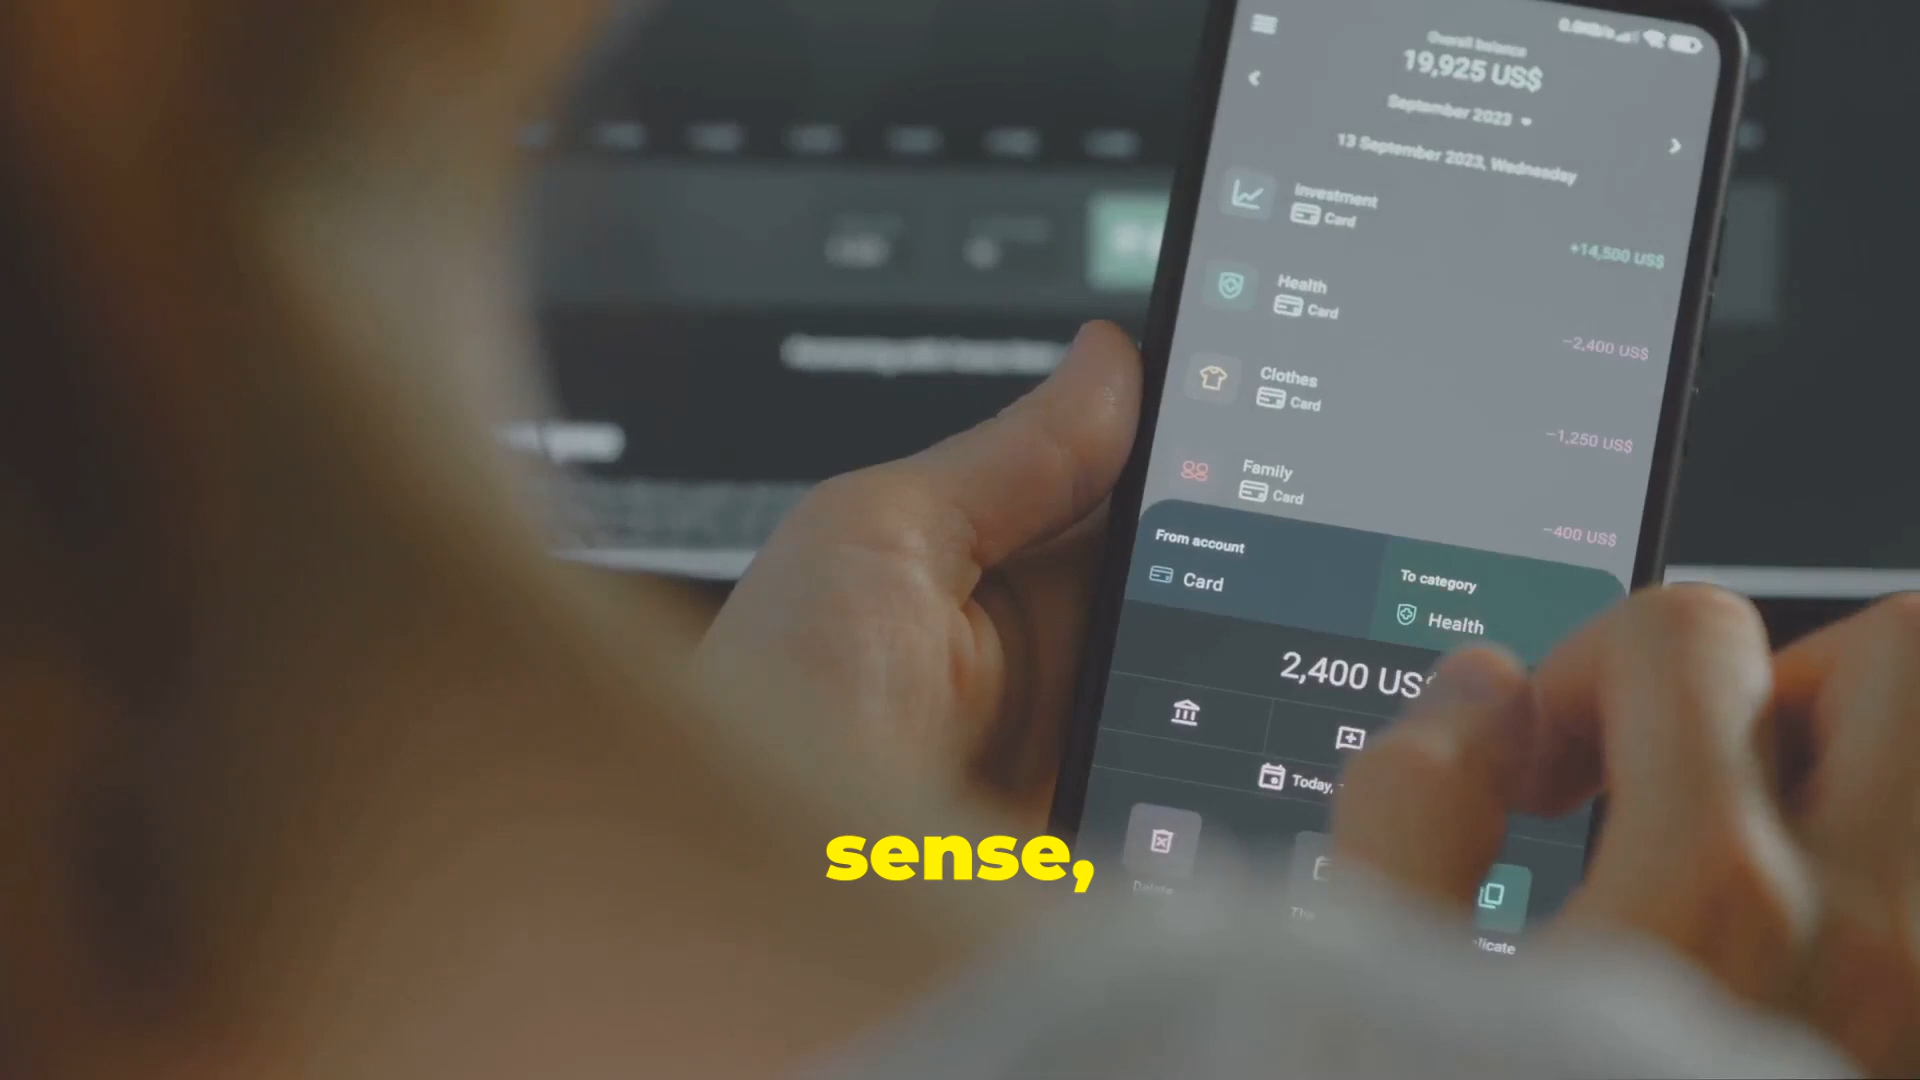 Overall balance
19,925 US$
September 2023
13 September 2023, Wednesday
Investment
Card
+14,500 US$
Health
Card
−2,400 US$
Clothes
Card
−1,250 US$
Family
Card
−400 US$
From account
Card
To category
Health
2,400 US$
Today,
sense,
Delete